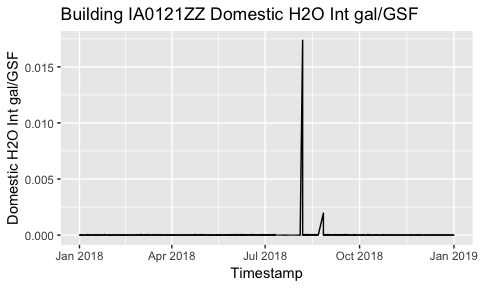 Building IA0121ZZ Domestic H2O Int gal/GSF
Domestic H2O Int gal/GSF
0.015
0.010
0.005
0.000
Jan 2018
Apr 2018
Jul 2018
Oct 2018
Jan 2019
Timestamp